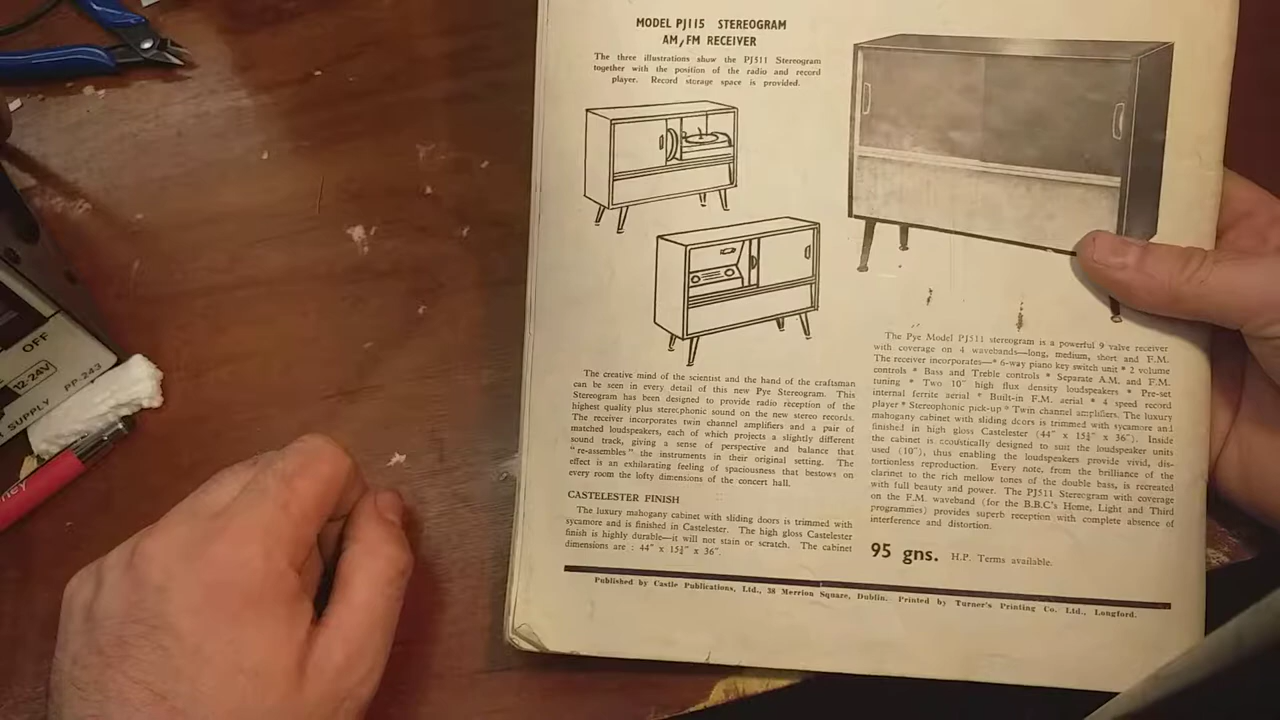 MODEL PJ115 STEREOGRAM
AM/FM RECEIVER
The three illustrations show the PJ511 Stereogram
together with the position of the radio and record
player. Record storage space is provided.
The creative mind of the scientist and the hand of the craftsman
can be seen in every detail of this new Pye Stereogram. This
Stereogram has been designed to provide radio reception of the
highest quality plus stereophonic sound on the new stereo records.
The receiver incorporates twin channel amplifiers and a pair of
matched loudspeakers, each of which projects a slightly different
sound track, giving a sense of perspective and balance that
"re-assembles" the instruments in their original setting. The
effect is an exhilarating feeling of spaciousness that bestows on
every room the lofty dimensions of the concert hall.
CASTELESTER FINISH
The luxury mahogany cabinet with sliding doors is trimmed with
sycamore and is finished in Castelester. The high gloss Castelester
finish is highly durable—it will not stain or scratch. The cabinet
dimensions are : 44" x 15¾" x 36".
The Pye Model PJ511 stereogram is a powerful 9 valve receiver
with coverage on 4 wavebands—long, medium, short and F.M.
The receiver incorporates—* 6-way piano key switch unit * 2 volume
controls * Bass and Treble controls * Separate A.M. and F.M.
tuning * Two 10" high flux density loudspeakers * Pre-set
internal ferrite aerial * Built-in F.M. aerial * 4 speed record
player * Stereophonic pick-up * Twin channel amplifiers. The luxury
mahogany cabinet with sliding doors is trimmed with sycamore and
finished in high gloss Castelester (44" x 15¾" x 36"). Inside
the cabinet is acoustically designed to suit the loudspeaker units
used (10"), thus enabling the loudspeakers provide vivid, dis-
tortionless reproduction. Every note, from the brilliance of the
clarinet to the rich mellow tones of the double bass, is recreated
with full beauty and power. The PJ511 Stereogram with coverage
on the F.M. waveband (for the B.B.C's Home, Light and Third
programmes) provides superb reception with complete absence of
interference and distortion.
95 gns. H.P. Terms available.
Published by Castle Publications, Ltd., 38 Merrion Square, Dublin. Printed by Turner's Printing Co. Ltd., Longford.
OFF
12-24V
PP-243
SUPPLY